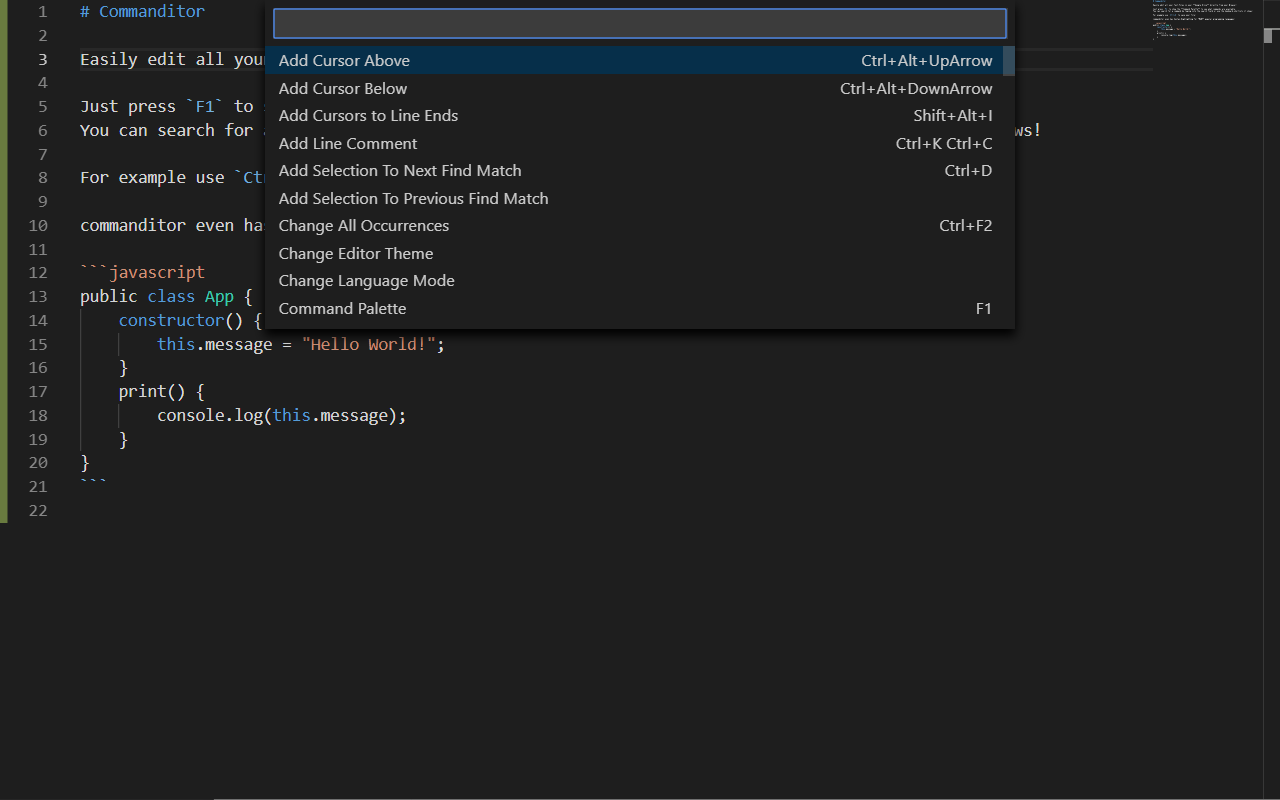 1 # Commanditor
2
3 Easily edit all your
4
5 Just press `F1` to
6 You can search for ws!
7
8 For example use `Ctr
9
10 commanditor even ha
11
12 ```javascript
13 public class App {
14 constructor() {
15 this.message = "Hello World!";
16 }
17 print() {
18 console.log(this.message);
19 }
20 }
21 ```
22
Add Cursor Above Ctrl+Alt+UpArrow
Add Cursor Below Ctrl+Alt+DownArrow
Add Cursors to Line Ends Shift+Alt+I
Add Line Comment Ctrl+K Ctrl+C
Add Selection To Next Find Match Ctrl+D
Add Selection To Previous Find Match
Change All Occurrences Ctrl+F2
Change Editor Theme
Change Language Mode
Command Palette F1